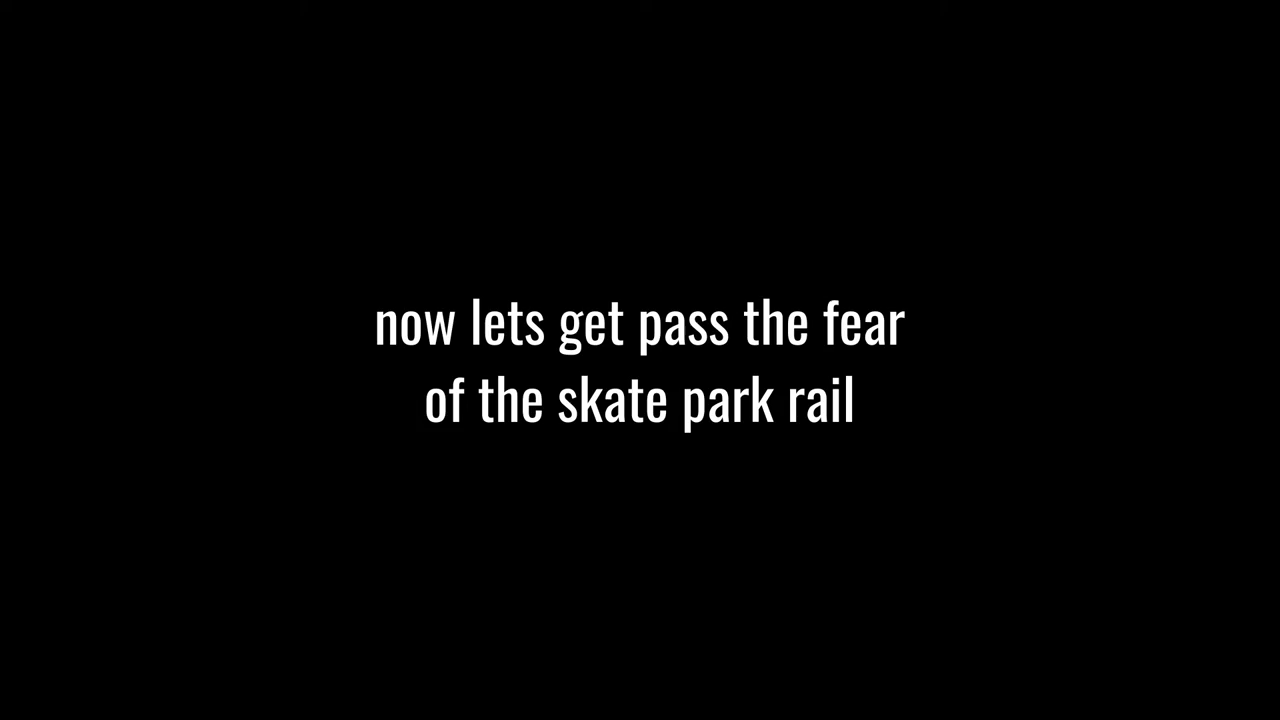 now lets get pass the fear
of the skate park rail